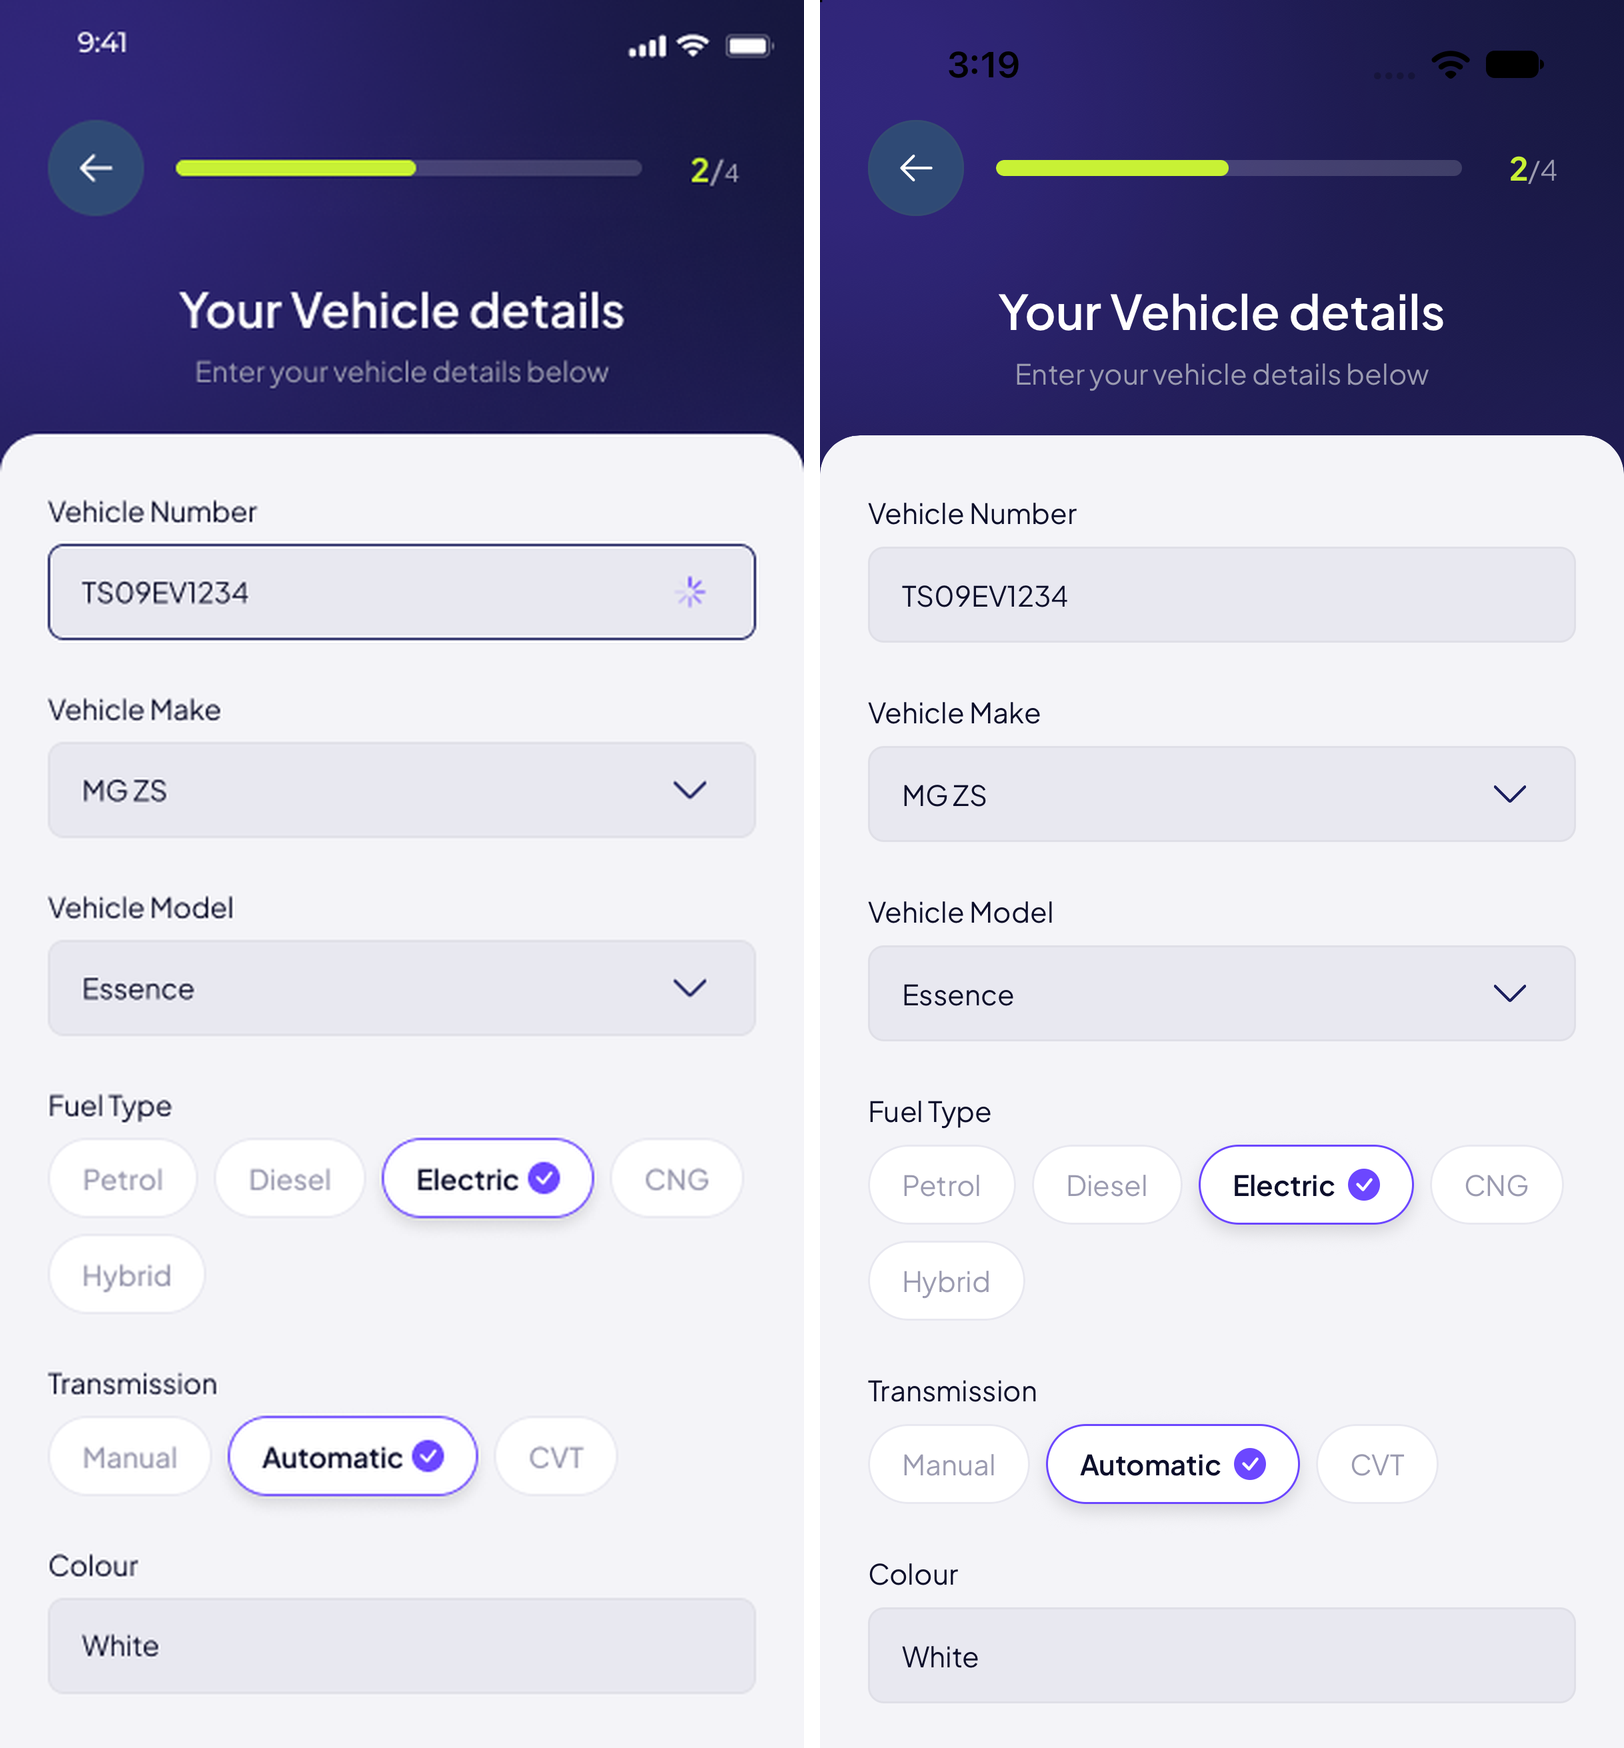 9:41
2/4
Your Vehicle details
Enter your vehicle details below
Vehicle Number
TS09EV1234
Vehicle Make
MG ZS
Vehicle Model
Essence
Fuel Type
Petrol Diesel Electric CNG
Hybrid
Transmission
Manual Automatic CVT
Colour
White
3:19
2/4
Your Vehicle details
Enter your vehicle details below
Vehicle Number
TS09EV1234
Vehicle Make
MG ZS
Vehicle Model
Essence
Fuel Type
Petrol Diesel Electric CNG
Hybrid
Transmission
Manual Automatic CVT
Colour
White